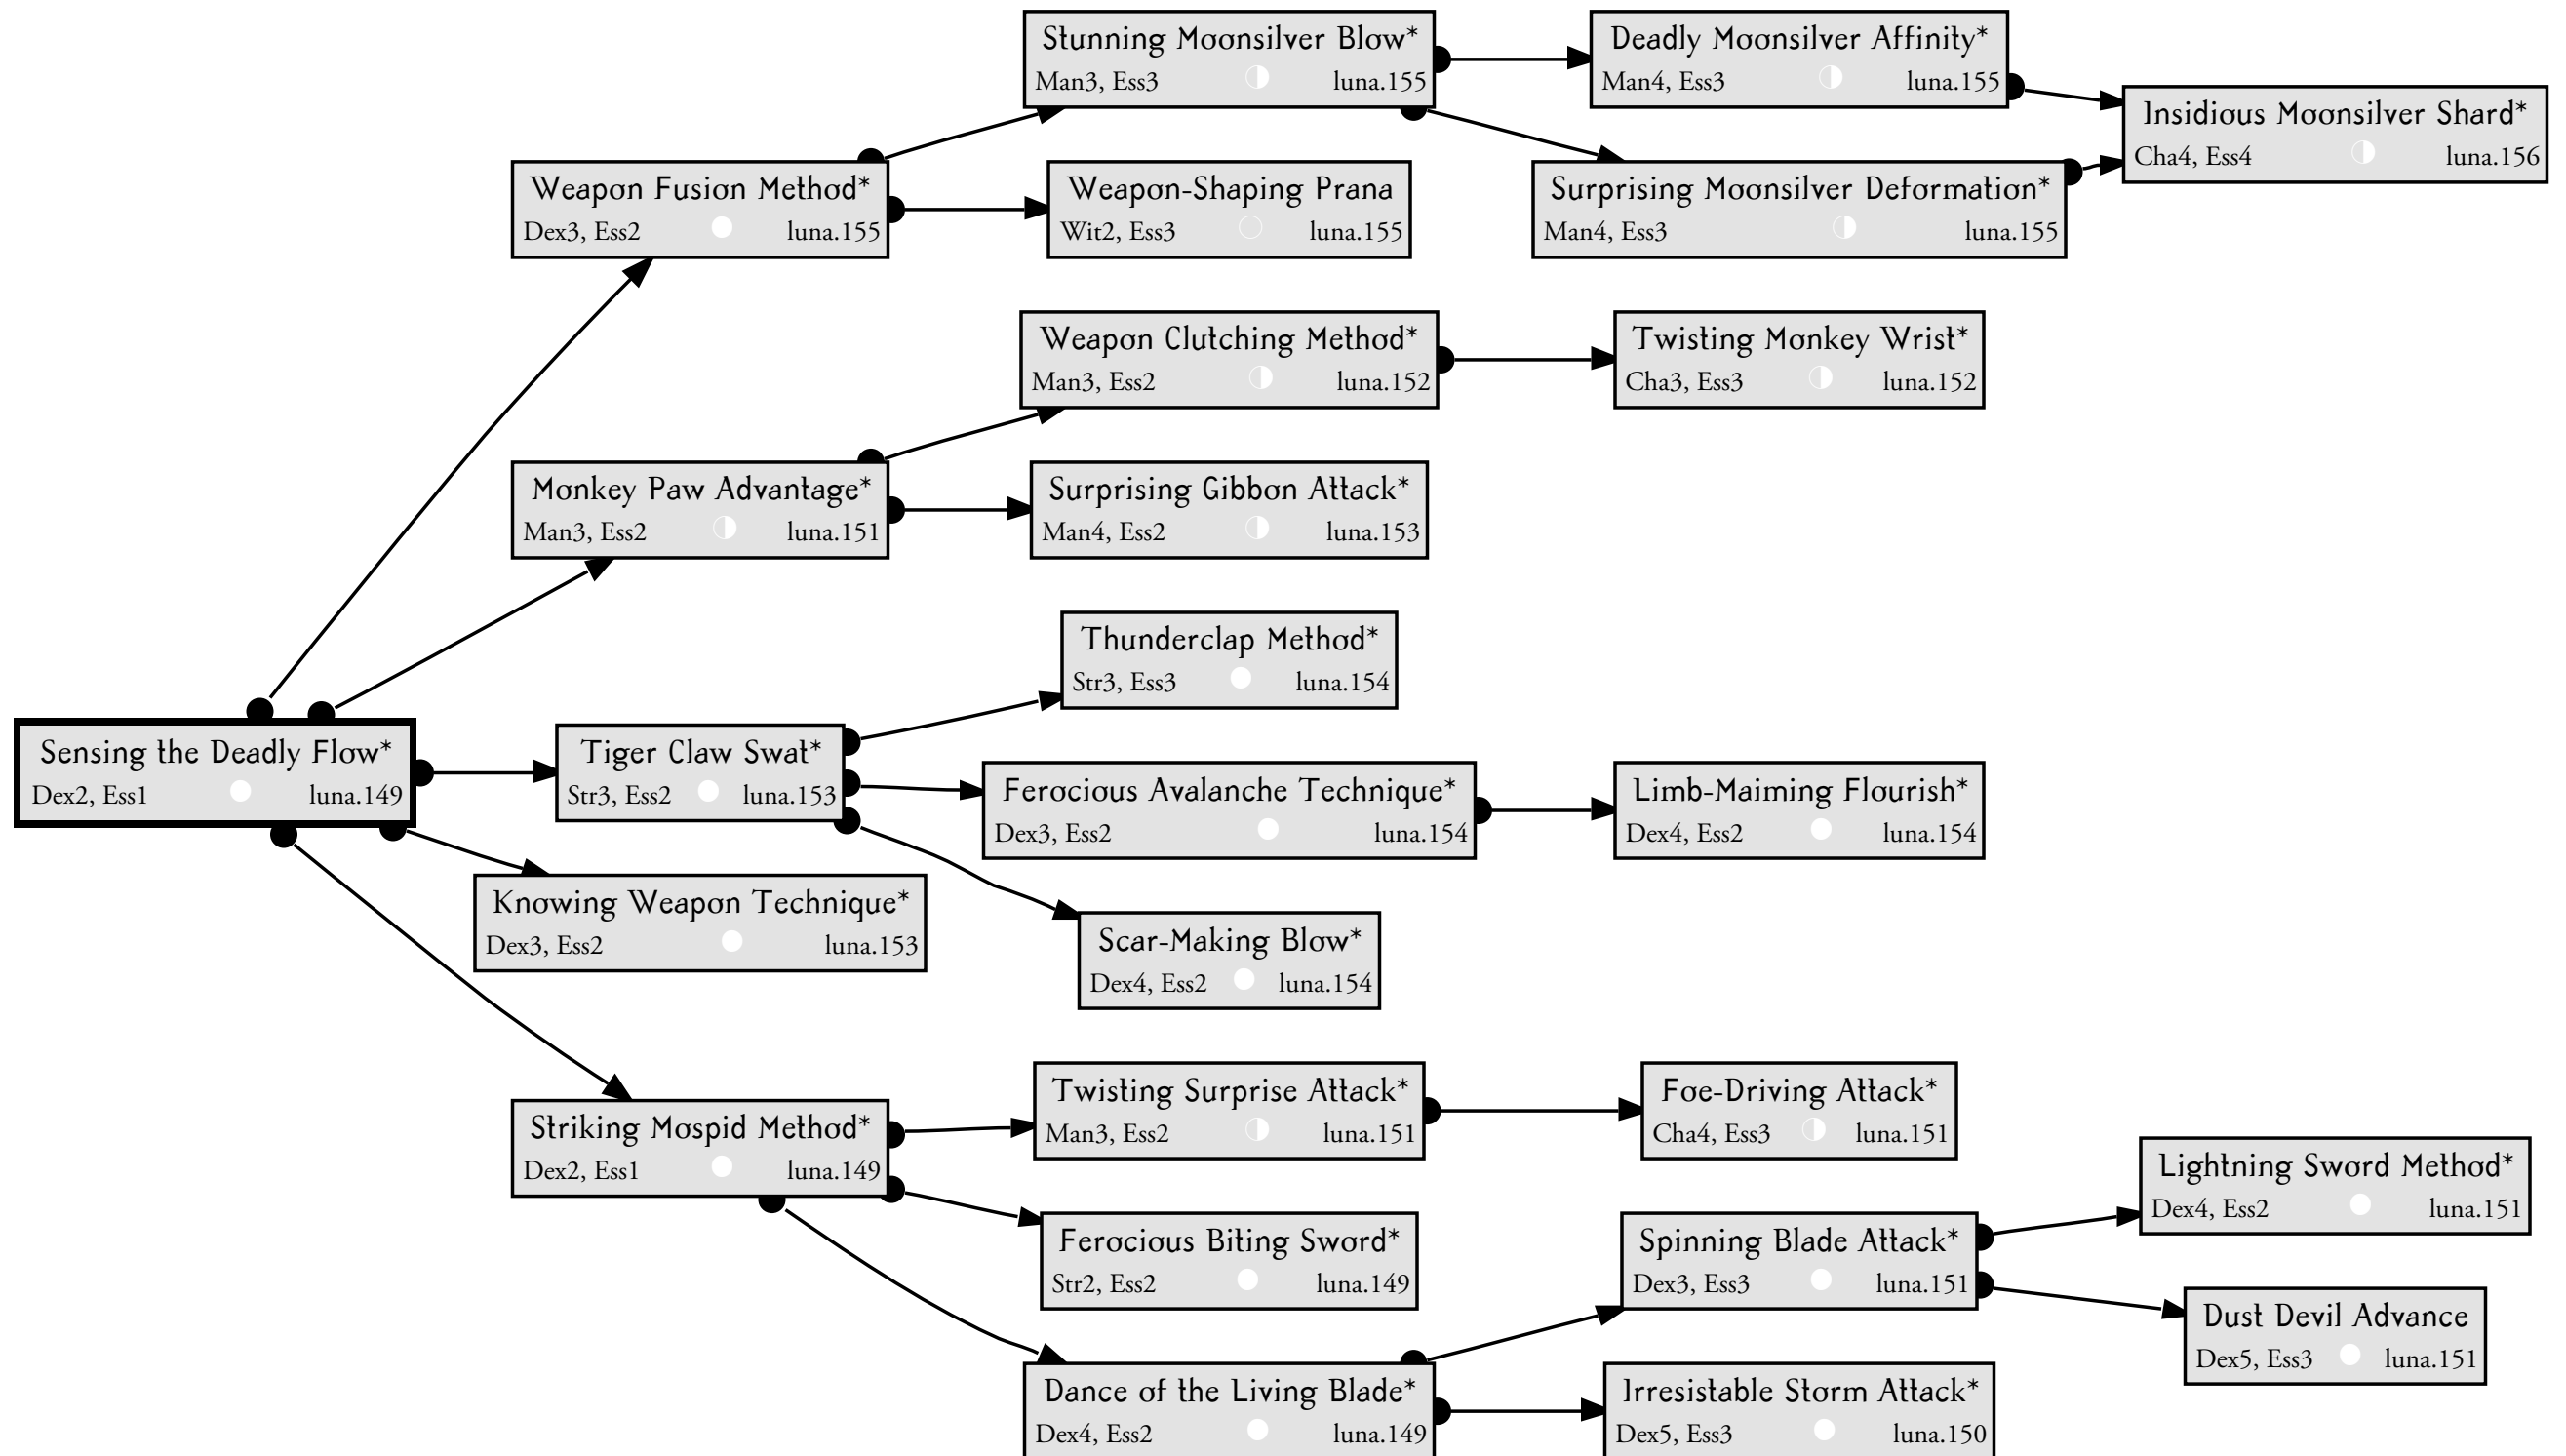 Stunning Moonsilver Blow*
Man3, Ess3 luna.155
Deadly Moonsilver Affinity*
Man4, Ess3 luna.155
Insidious Moonsilver Shard*
Cha4, Ess4 luna.156
Weapon Fusion Method*
Dex3, Ess2 luna.155
Weapon-Shaping Prana
Wit2, Ess3 luna.155
Surprising Moonsilver Deformation*
Man4, Ess3 luna.155
Weapon Clutching Method*
Man3, Ess2 luna.152
Twisting Monkey Wrist*
Cha3, Ess3 luna.152
Monkey Paw Advantage*
Man3, Ess2 luna.151
Surprising Gibbon Attack*
Man4, Ess2 luna.153
Thunderclap Method*
Str3, Ess3 luna.154
Sensing the Deadly Flow*
Dex2, Ess1 luna.149
Tiger Claw Swat*
Str3, Ess2 luna.153
Ferocious Avalanche Technique*
Dex3, Ess2 luna.154
Limb-Maiming Flourish*
Dex4, Ess2 luna.154
Knowing Weapon Technique*
Dex3, Ess2 luna.153
Scar-Making Blow*
Dex4, Ess2 luna.154
Striking Mospid Method*
Dex2, Ess1 luna.149
Twisting Surprise Attack*
Man3, Ess2 luna.151
Foe-Driving Attack*
Cha4, Ess3 luna.151
Lightning Sword Method*
Dex4, Ess2 luna.151
Ferocious Biting Sword*
Str2, Ess2 luna.149
Spinning Blade Attack*
Dex3, Ess3 luna.151
Dust Devil Advance
Dex5, Ess3 luna.151
Dance of the Living Blade*
Dex4, Ess2 luna.149
Irresistable Storm Attack*
Dex5, Ess3 luna.150